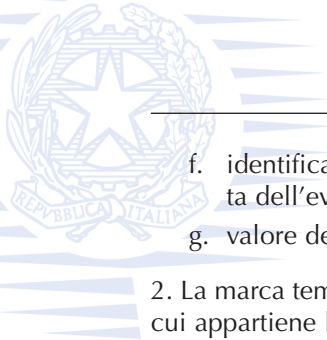 f. identifica
ta dell'ev
g. valore de
2. La marca tem
cui appartiene l
REPVBBLICA ITALIANA